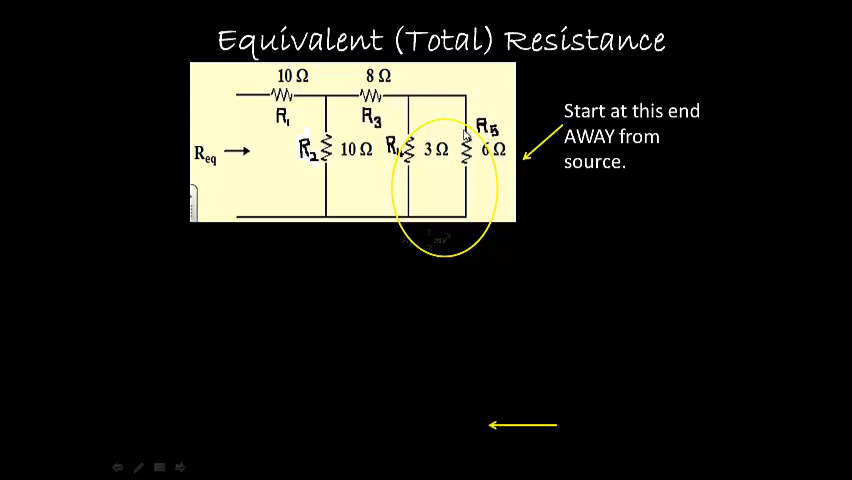 Equivalent (Total) Resistance
10 Ω 8 Ω
R1 R3
Start at this end
AWAY from
source.
R5
Req R2 10 Ω R4 3 Ω 6 Ω